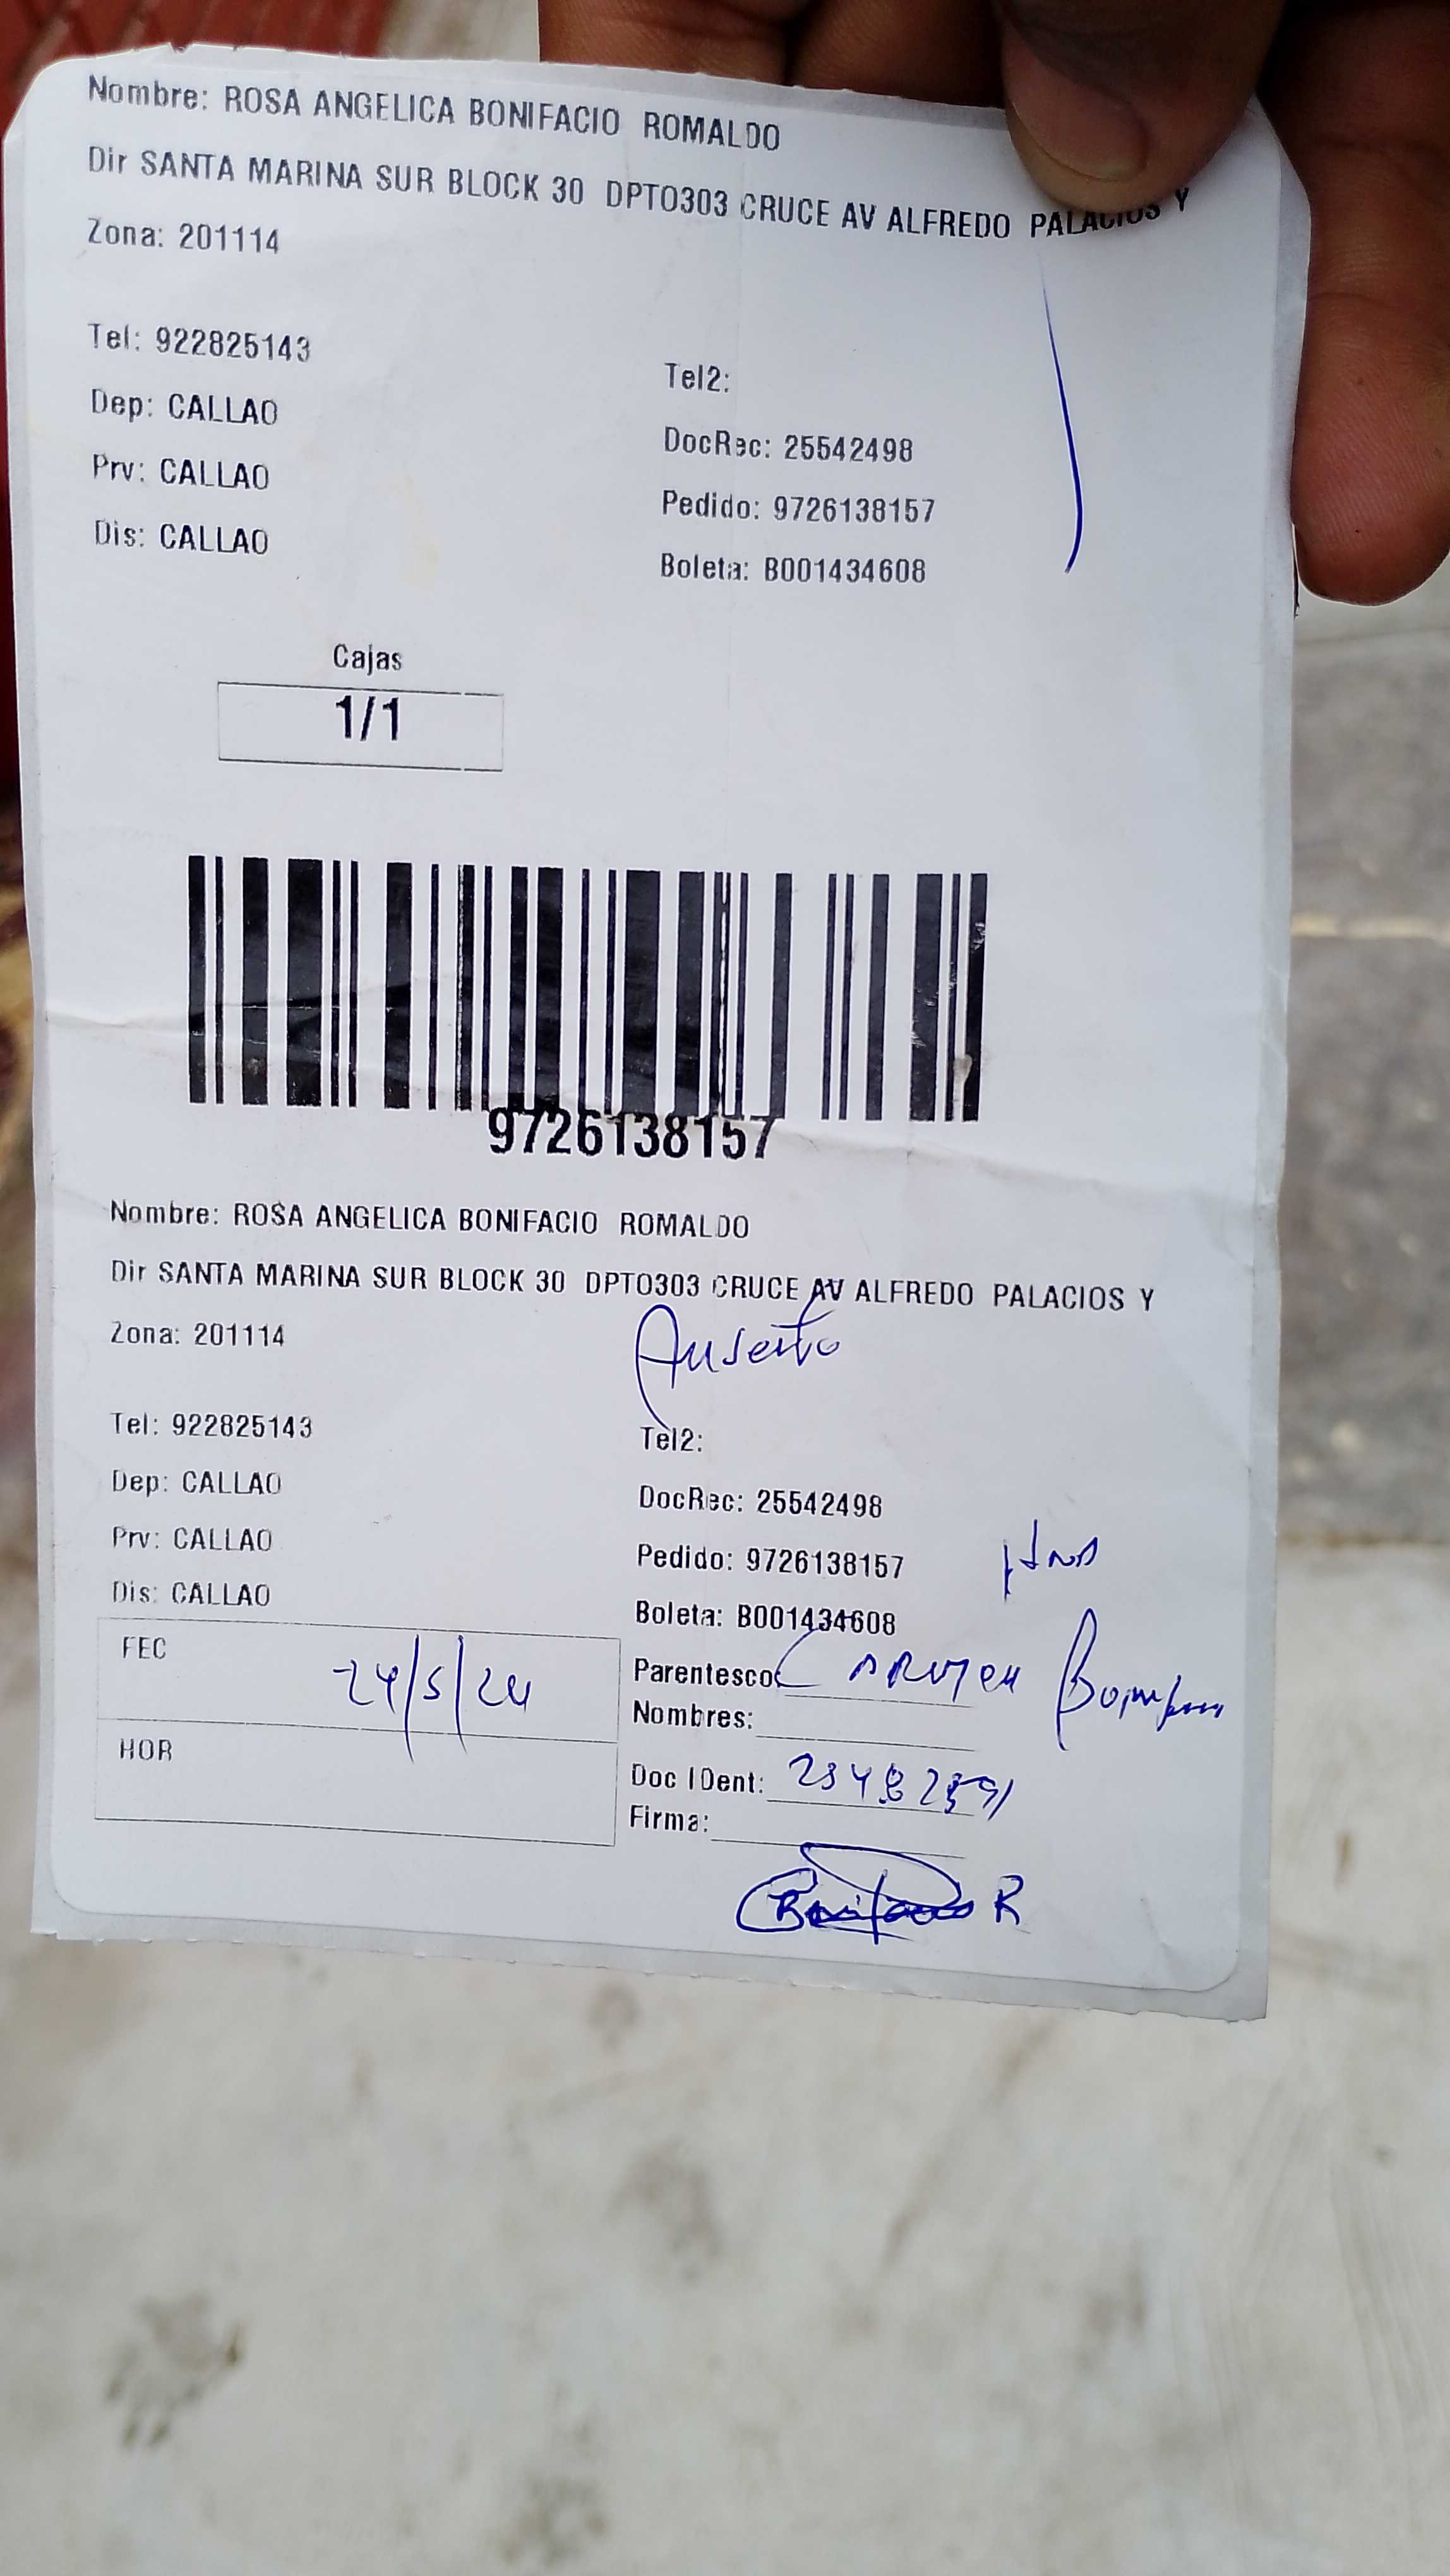 Nombre: ROSA ANGELICA BONIFACIO ROMALDO
Dir SANTA MARINA SUR BLOCK 30 DPTO303 CRUCE AV ALFREDO PALACIOS Y
Zona: 201114
Tel: 922825143
Tel2:
Dep: CALLAO
DocRec: 25542498
Prv: CALLAO
Pedido: 9726138157
Dis: CALLAO
Boleta: B001434608
Cajas
1/1
9726138157
Nombre: ROSA ANGELICA BONIFACIO ROMALDO
Dir SANTA MARINA SUR BLOCK 30 DPTO303 CRUCE AV ALFREDO PALACIOS Y
Zona: 201114
Tel: 922825143
Tel2:
Dep: CALLAO
DocRec: 25542498
Prv: CALLAO
Pedido: 9726138157
Dis: CALLAO
Boleta: B001434608
FEC 24/5/24
Parentesco: Carmen
Nombres:
HOR
Doc IDent:
Firma: